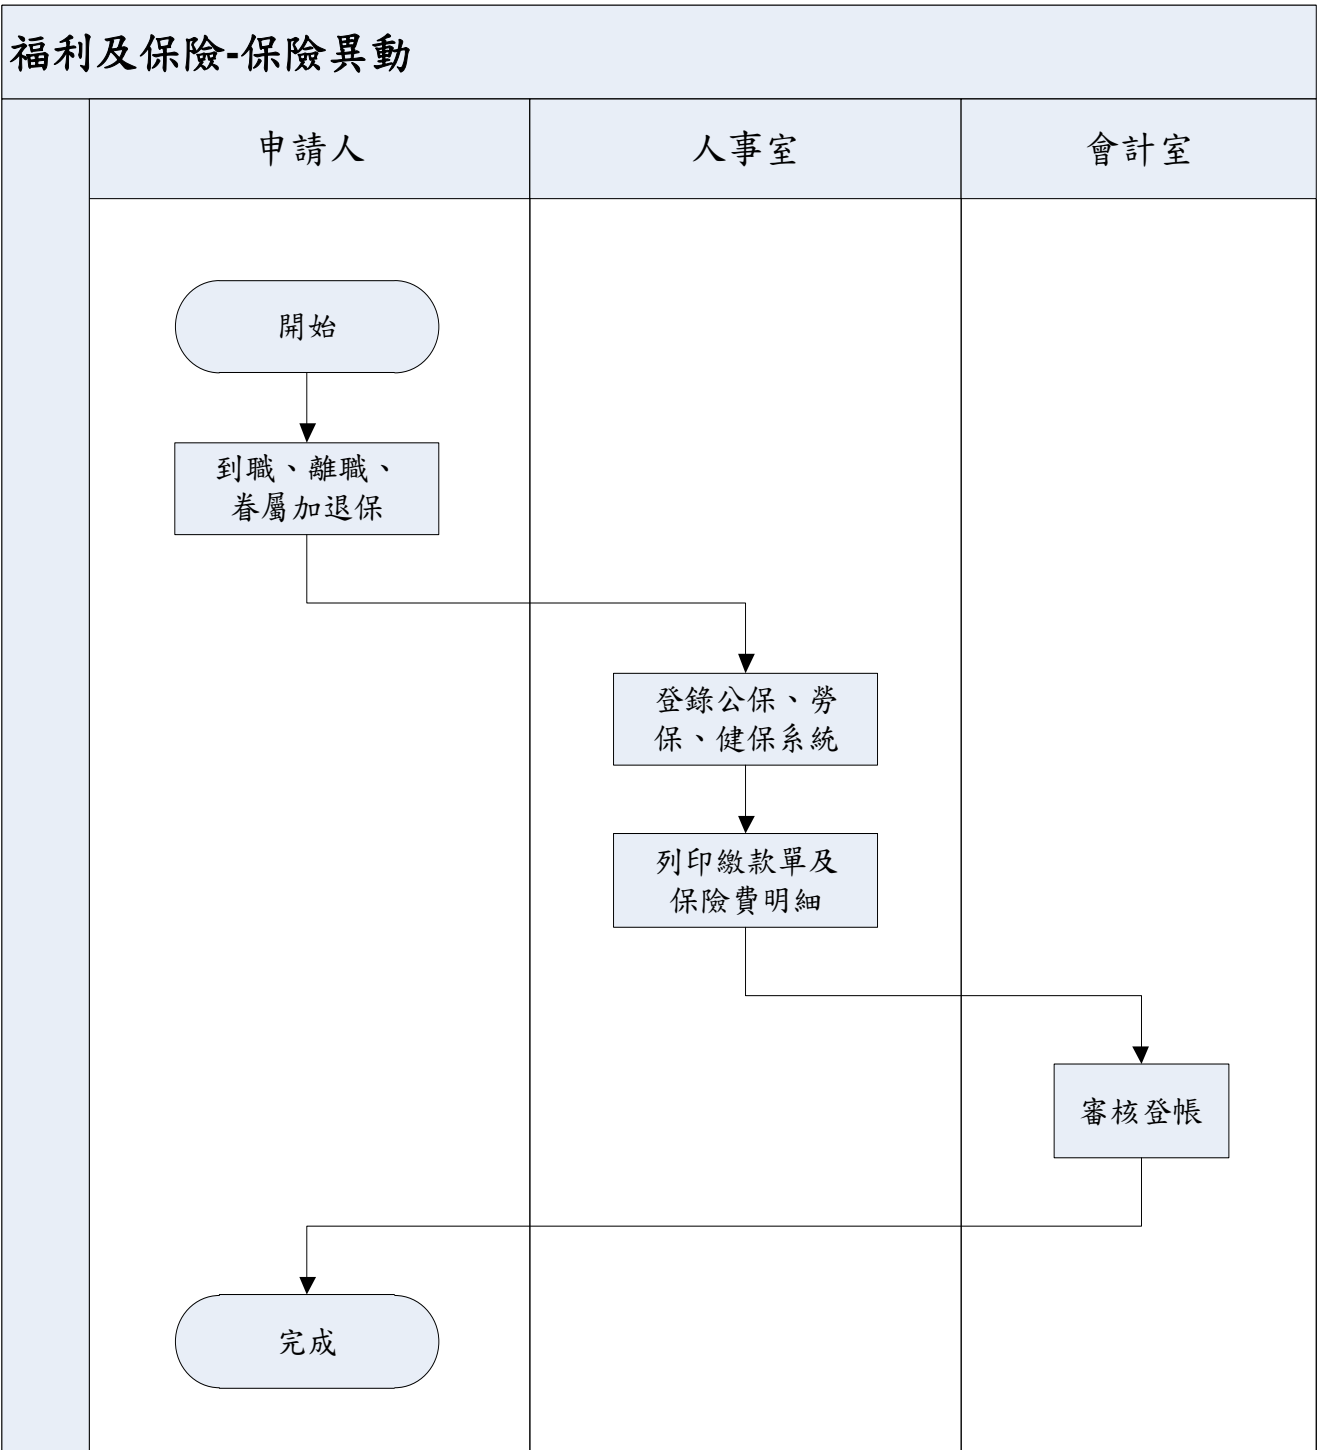 福利及保險-保險異動
申請人
人事室
會計室
開始
到職、離職、
眷屬加退保
登錄公保、勞
保、健保系統
列印繳款單及
保險費明細
審核登帳
完成